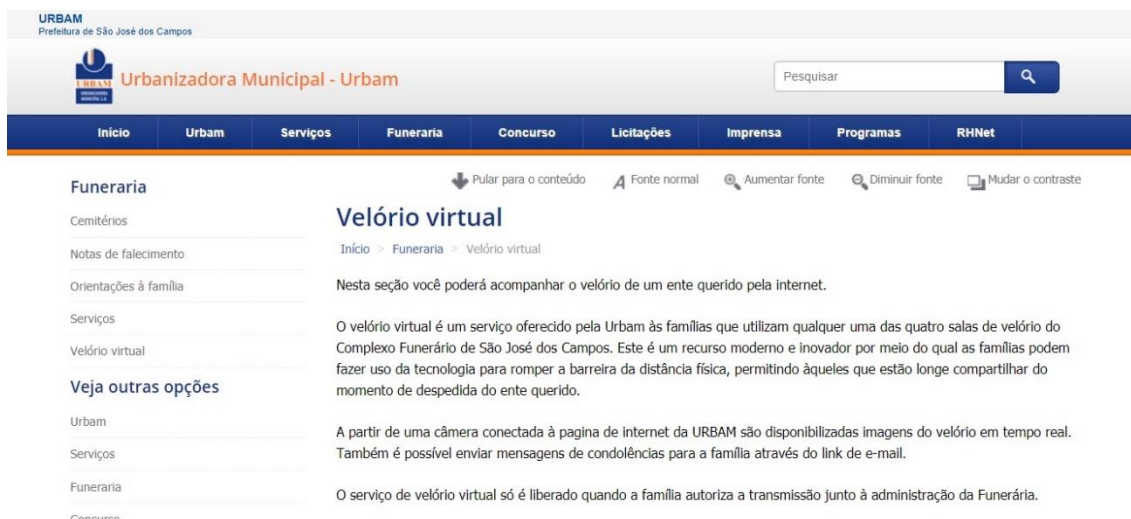 URBAM
Prefeitura de São José dos Campos
URBAM
URBANIZADORA
MUNICIPAL S.A.
Urbanizadora Municipal - Urbam
Pesquisar
Início Urbam Serviços Funeraria Concurso Licitações Imprensa Programas RHNet
Pular para o conteúdo A Fonte normal Aumentar fonte Diminuir fonte Mudar o contraste
Funeraria
Cemitérios
Notas de falecimento
Orientações à família
Serviços
Velório virtual
Veja outras opções
Urbam
Serviços
Funeraria
Concurso
Velório virtual
Início > Funeraria > Velório virtual
Nesta seção você poderá acompanhar o velório de um ente querido pela internet.
O velório virtual é um serviço oferecido pela Urbam às famílias que utilizam qualquer uma das quatro salas de velório do
Complexo Funerário de São José dos Campos. Este é um recurso moderno e inovador por meio do qual as famílias podem
fazer uso da tecnologia para romper a barreira da distância física, permitindo àqueles que estão longe compartilhar do
momento de despedida do ente querido.
A partir de uma câmera conectada à pagina de internet da URBAM são disponibilizadas imagens do velório em tempo real.
Também é possível enviar mensagens de condolências para a família através do link de e-mail.
O serviço de velório virtual só é liberado quando a família autoriza a transmissão junto à administração da Funerária.